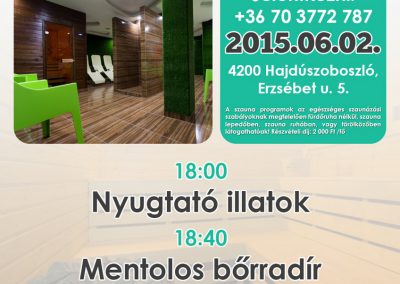 +36 70 3772 787
2015.06.02.
4200 Hajdúszoboszló,
Erzsébet u. 5.
A szauna programok az egészséges szaunázási
szabályoknak megfelelően fürdőruha nélkül, szauna
lepedőben, szauna ruhában, vagy törölközőben
látogathatóak! Részvételi díj: 2 000 Ft /fő
18:00
Nyugtató illatok
18:40
Mentolos bőrradír